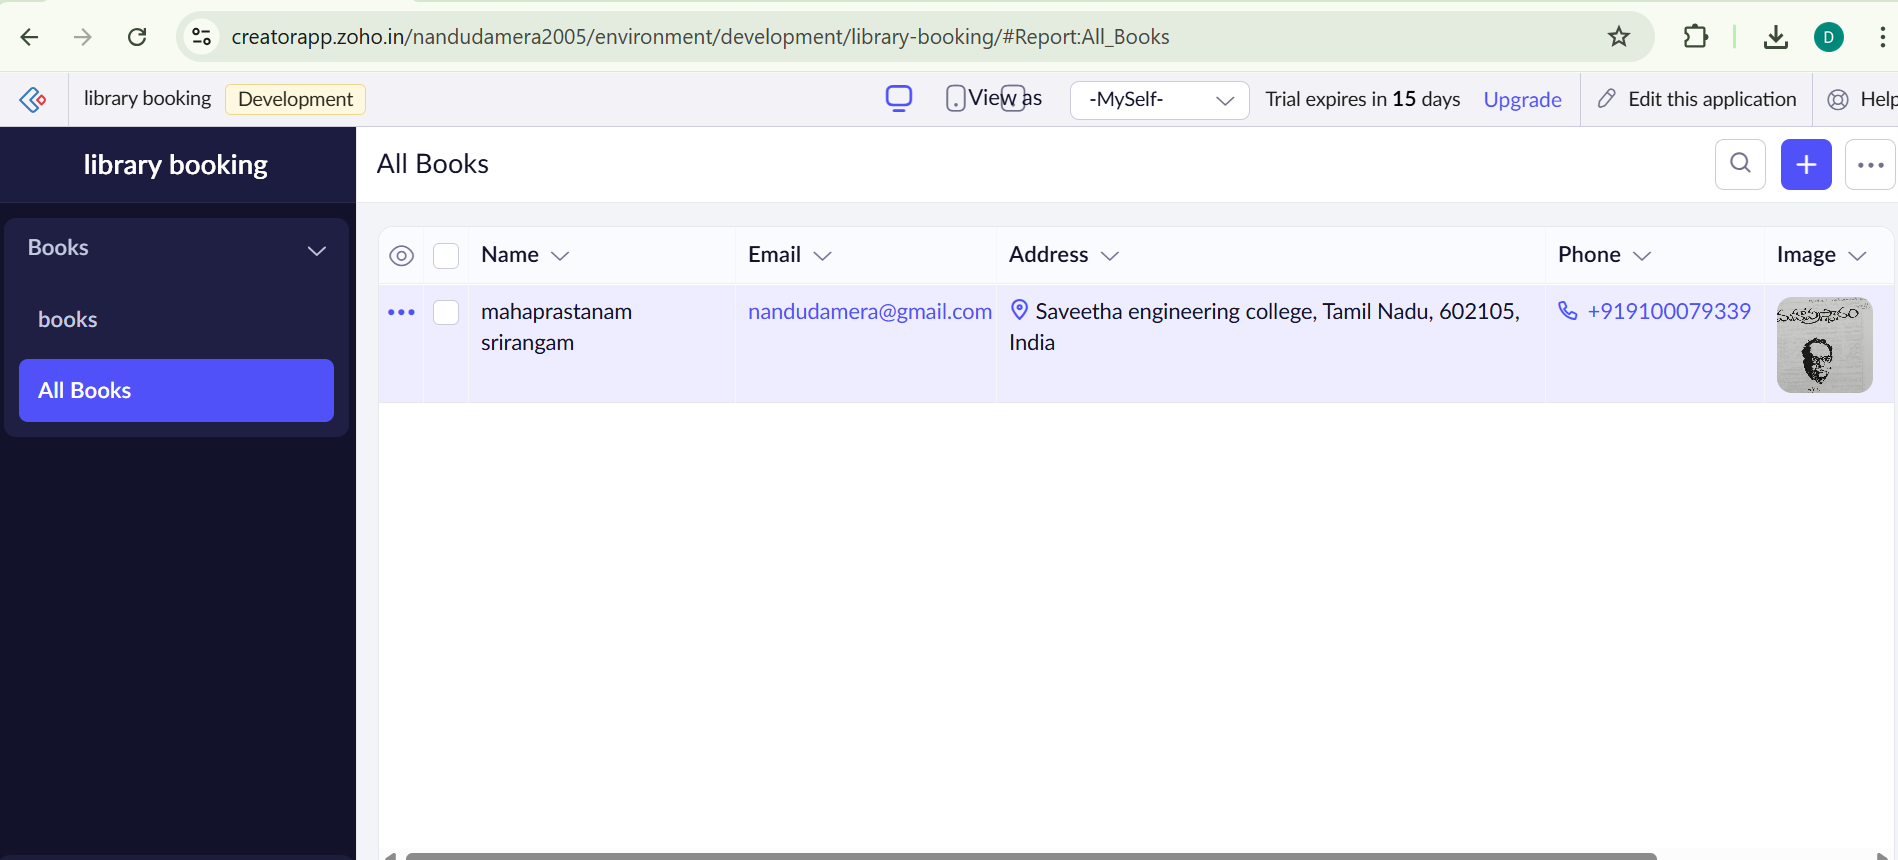 creatorapp.zoho.in/nandudamera2005/environment/development/library-booking/#Report:All_Books
D
library booking Development View as -MySelf- Trial expires in 15 days Upgrade Edit this application Help
library booking All Books
Books
books
All Books
Name Email Address Phone Image
mahaprastanam nandudamera@gmail.com Saveetha engineering college, Tamil Nadu, 602105, +919100079339
srirangam India
మహాప్రస్థానం